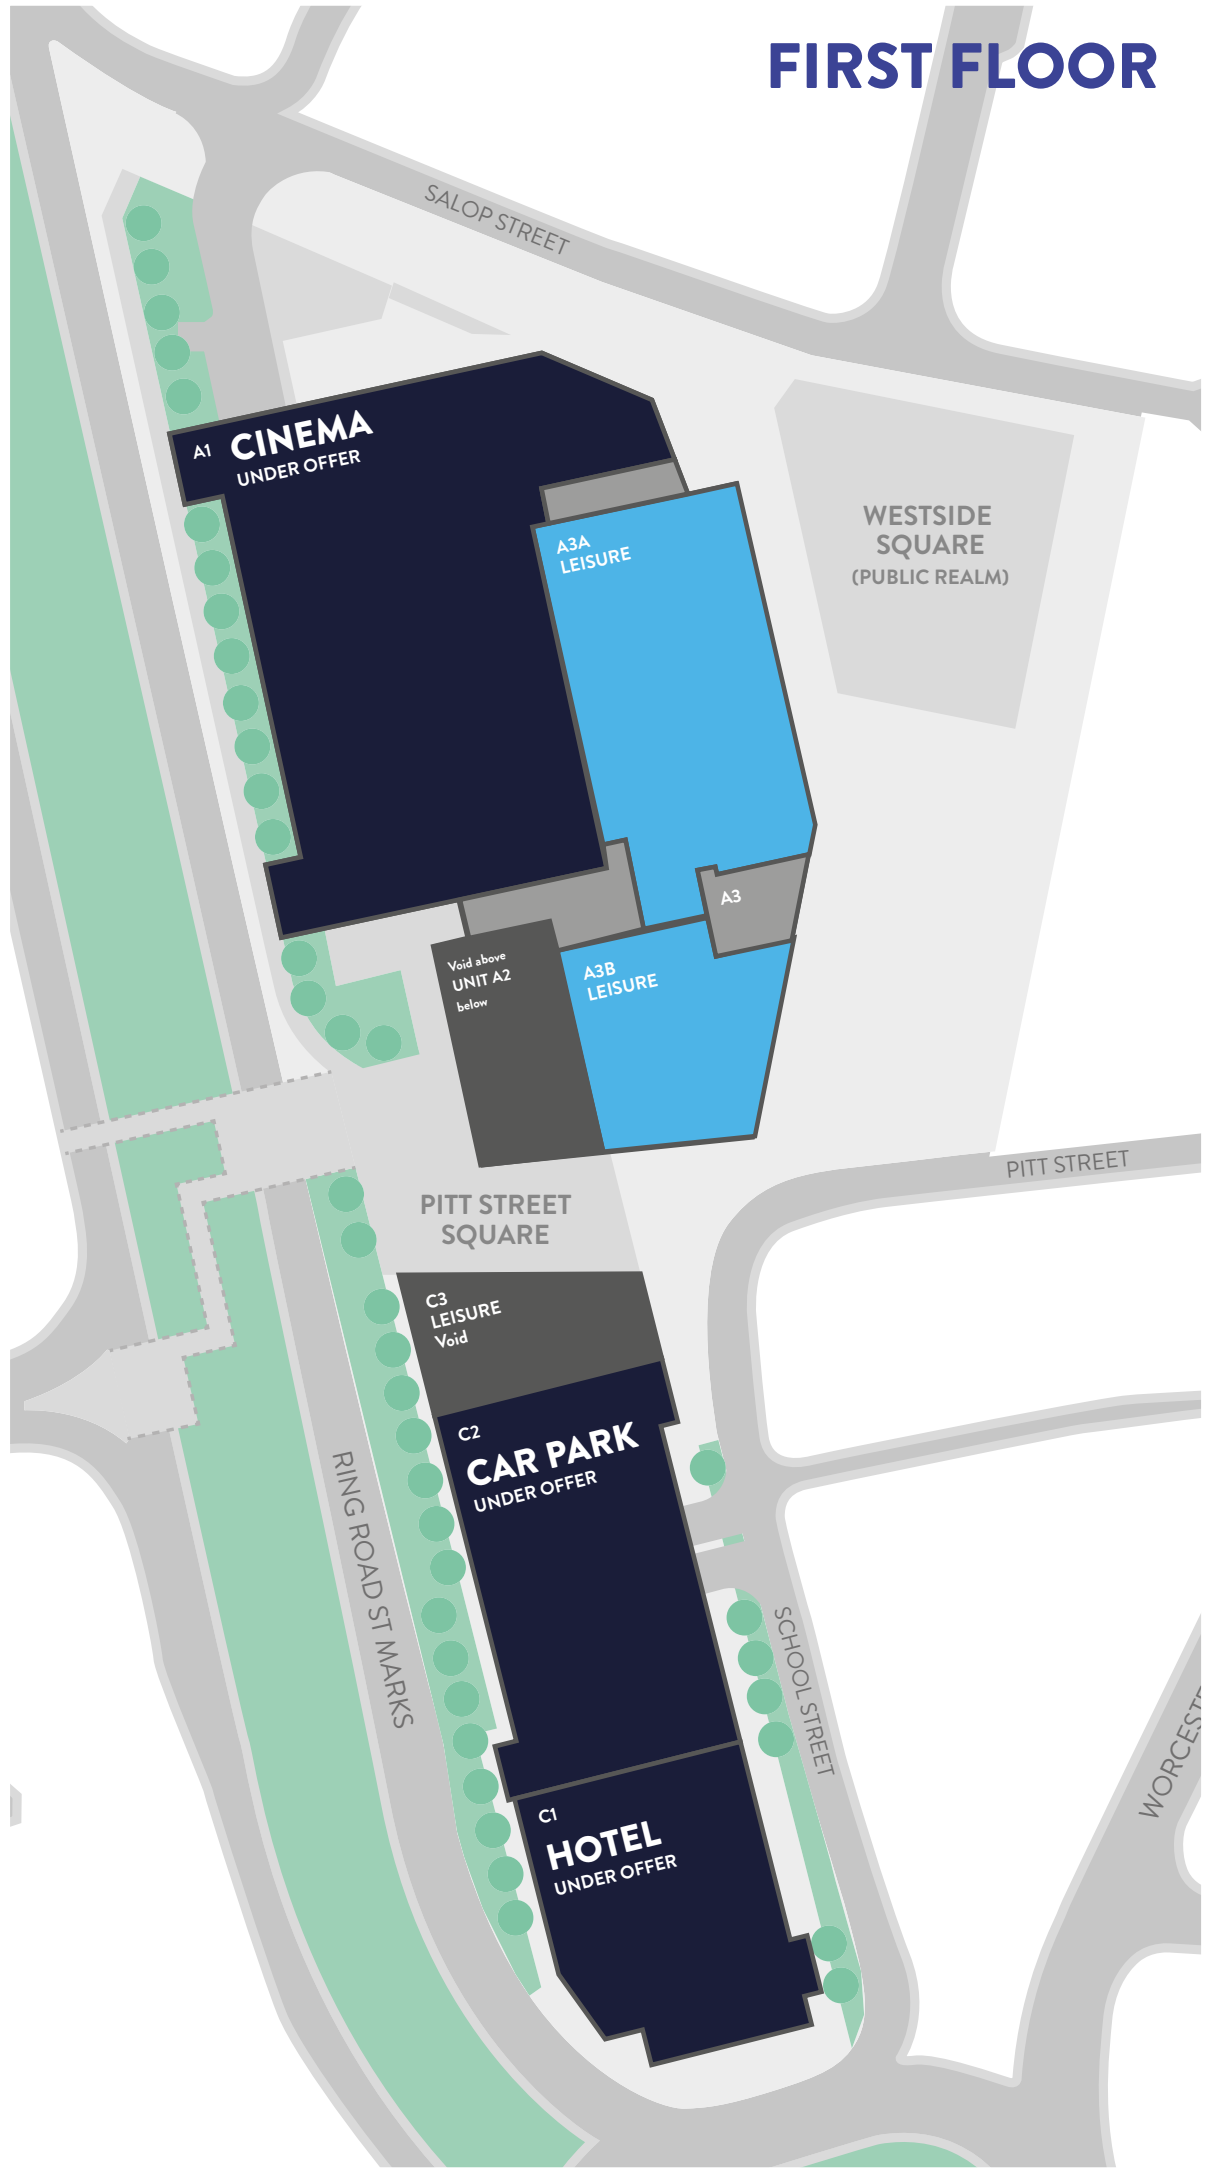 FIRST FLOOR
SALOP STREET
A1
CINEMA
UNDER OFFER
A3A
LEISURE
WESTSIDE
SQUARE
(PUBLIC REALM)
A3
Void above
UNIT A2
below
A3B
LEISURE
PITT STREET
PITT STREET
SQUARE
C3
LEISURE
Void
C2
CAR PARK
UNDER OFFER
RING ROAD ST MARKS
SCHOOL STREET
C1
HOTEL
UNDER OFFER